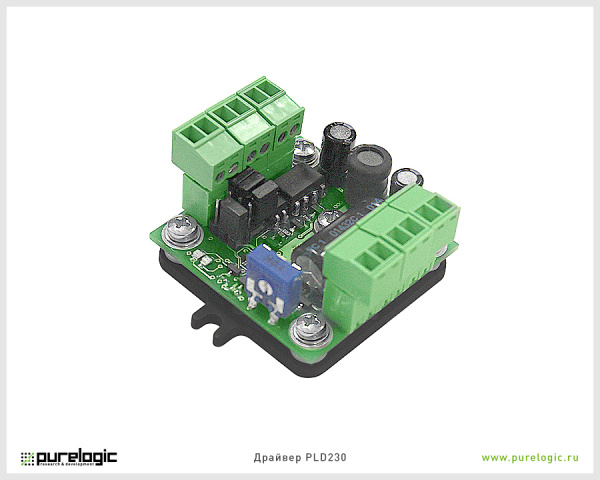 purelogic
research & development
Драйвер PLD230
www.purelogic.ru